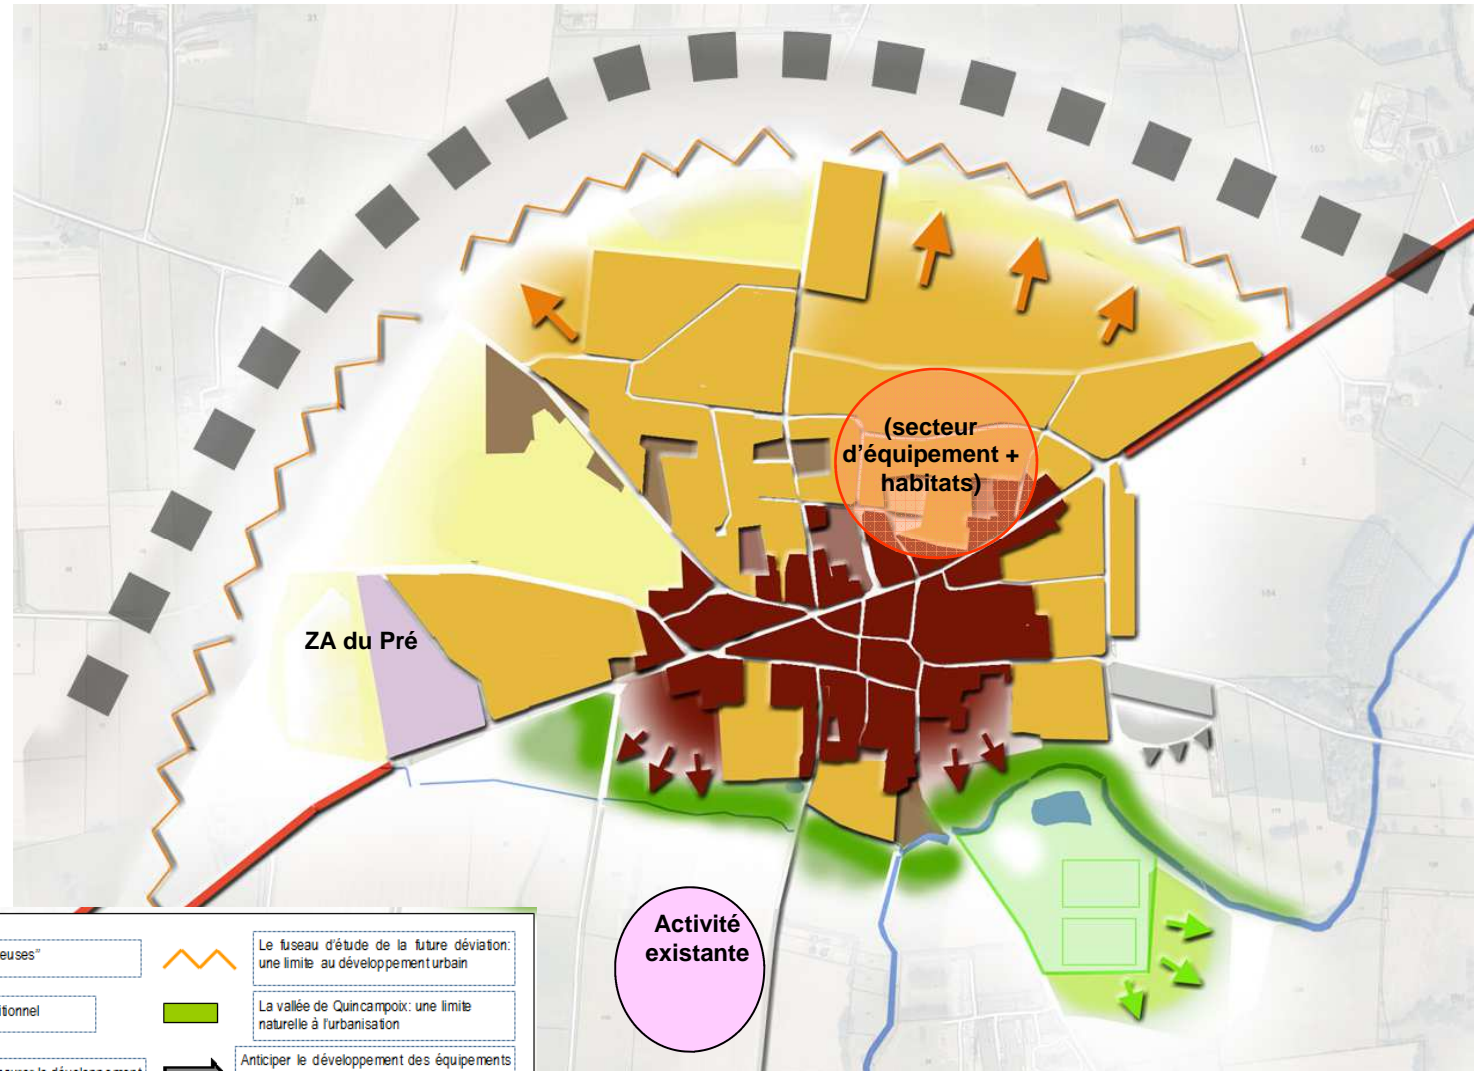 (secteur
d'équipement +
habitats)
ZA du Pré
Activité
existante
euses"
Le fuseau d'étude de la future déviation:
une limite au développement urbain
itionnel
La vallée de Quincampoix: une limite
naturelle à l'urbanisation
Anticiper le développement des équipements